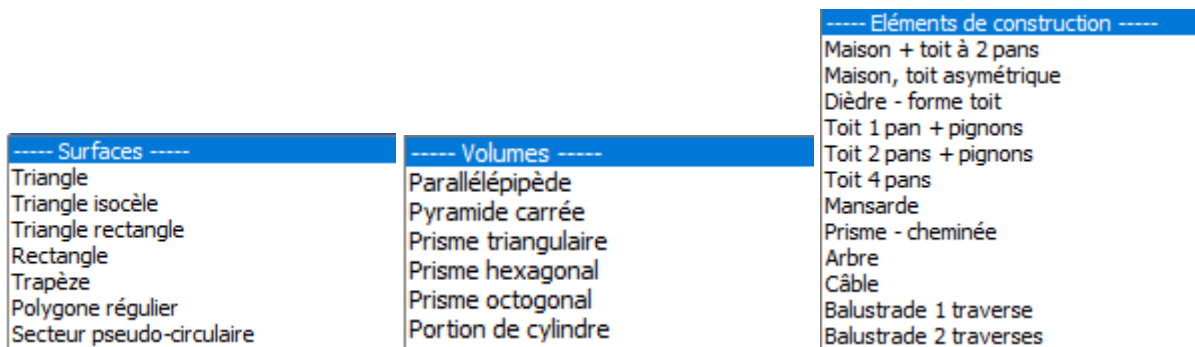 ----- Surfaces -----
Triangle
Triangle isocèle
Triangle rectangle
Rectangle
Trapèze
Polygone régulier
Secteur pseudo-circulaire
----- Volumes -----
Parallélépipède
Pyramide carrée
Prisme triangulaire
Prisme hexagonal
Prisme octogonal
Portion de cylindre
----- Eléments de construction -----
Maison + toit à 2 pans
Maison, toit asymétrique
Dièdre - forme toit
Toit 1 pan + pignons
Toit 2 pans + pignons
Toit 4 pans
Mansarde
Prisme - cheminée
Arbre
Câble
Balustrade 1 traverse
Balustrade 2 traverses